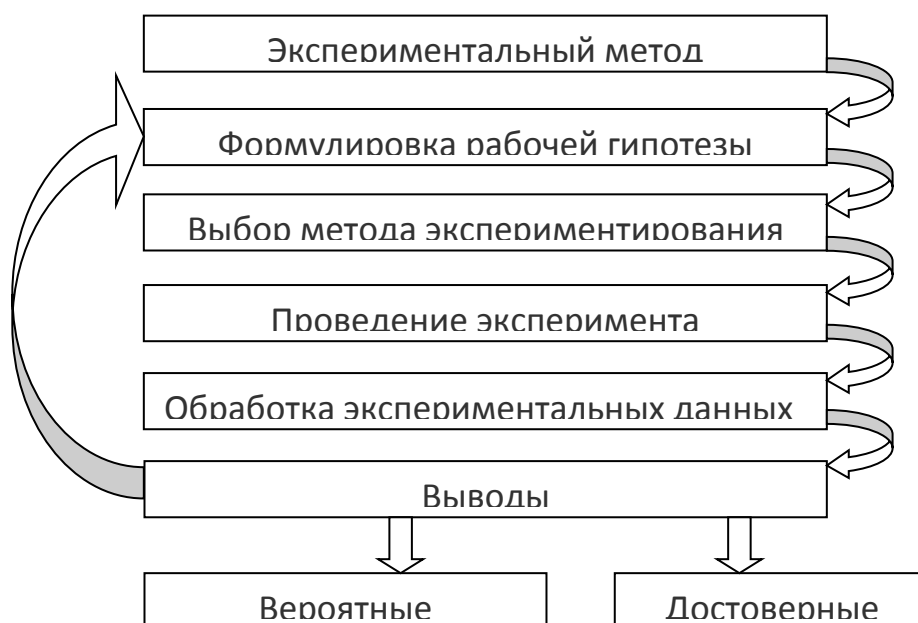 Экспериментальный метод
Формулировка рабочей гипотезы
Выбор метода экспериментирования
Проведение эксперимента
Обработка экспериментальных данных
Выводы
Вероятные
Достоверные